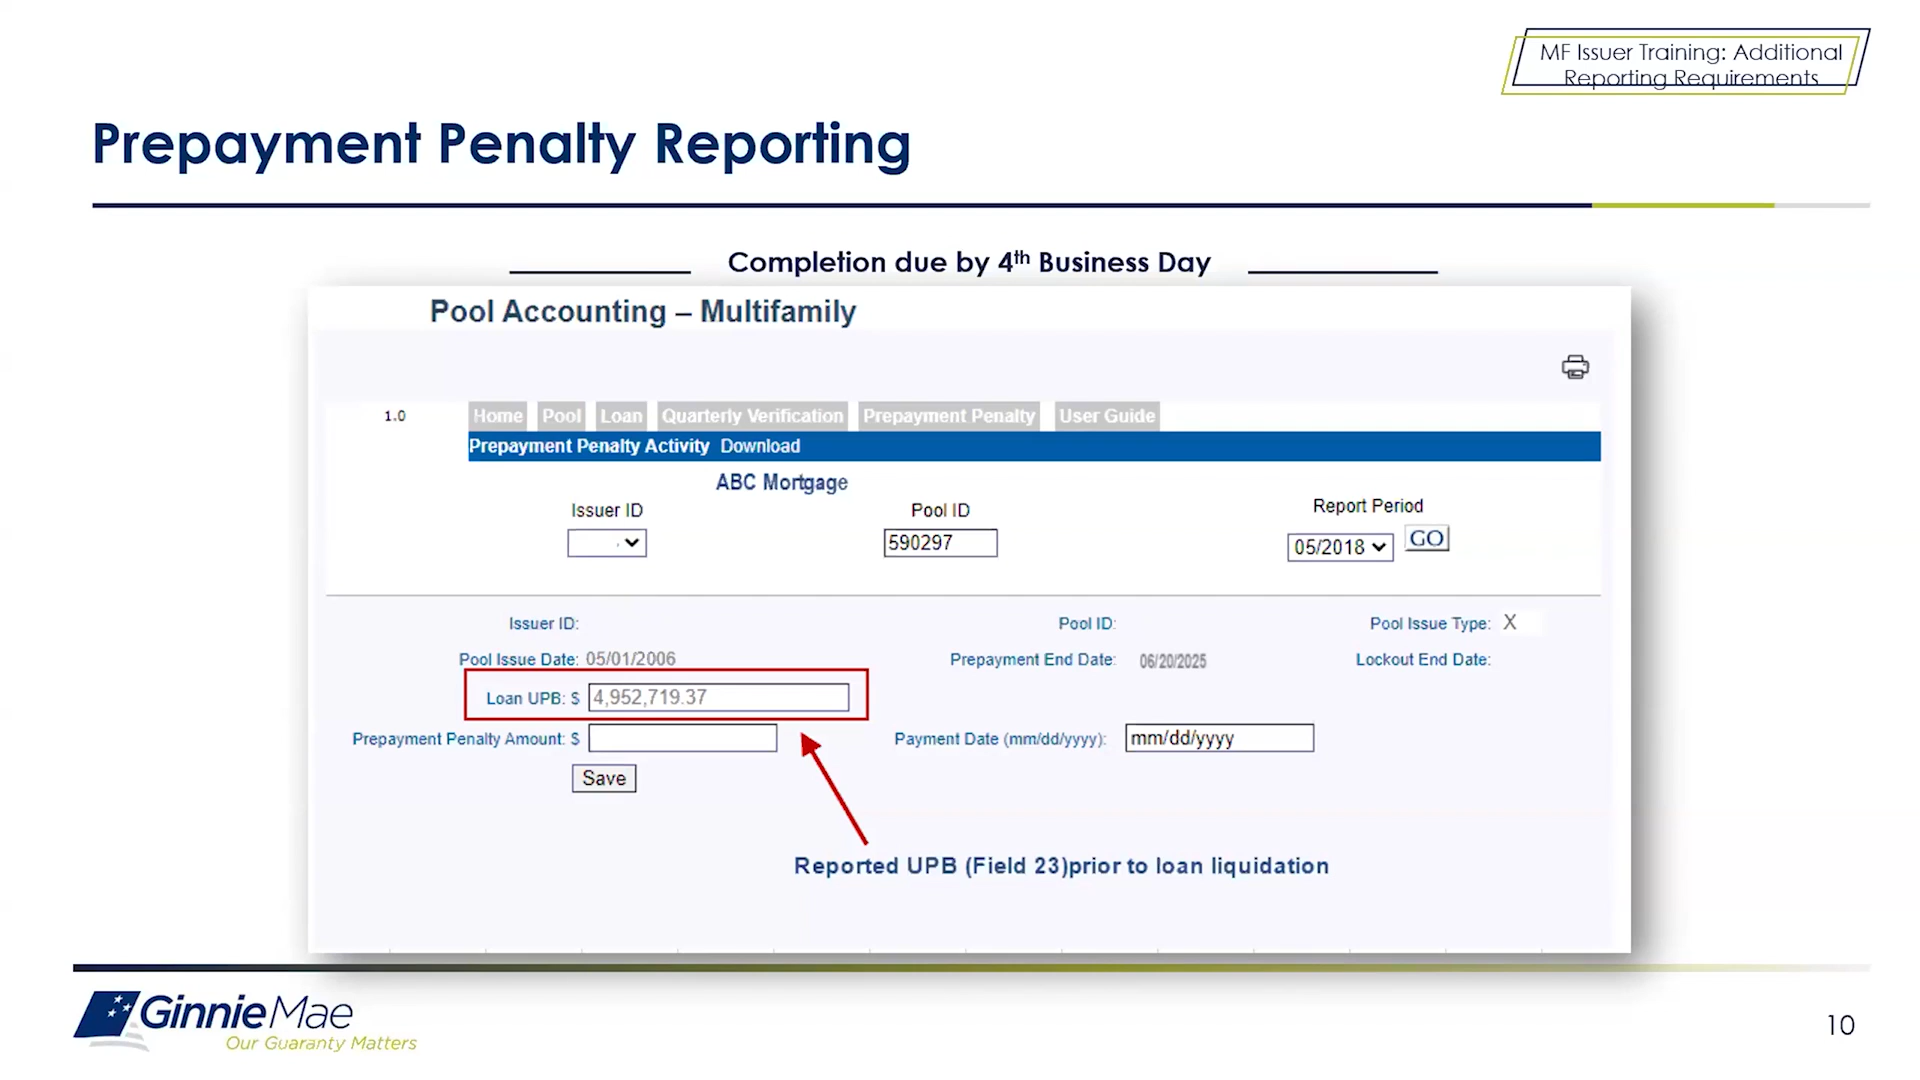 MF Issuer Training: Additional
Reporting Requirements
Prepayment Penalty Reporting
Completion due by 4th Business Day
Pool Accounting – Multifamily
1.0 Home Pool Loan Quarterly Verification Prepayment Penalty User Guide
Prepayment Penalty Activity Download
ABC Mortgage
Issuer ID Pool ID Report Period
590297 05/2018 GO
Issuer ID: Pool ID: Pool Issue Type: X
Pool Issue Date: 05/01/2006 Prepayment End Date: 06/20/2025 Lockout End Date:
Loan UPB: $ 4,952,719.37
Prepayment Penalty Amount: $ Payment Date (mm/dd/yyyy): mm/dd/yyyy
Save
Reported UPB (Field 23)prior to loan liquidation
GinnieMae
Our Guaranty Matters
10